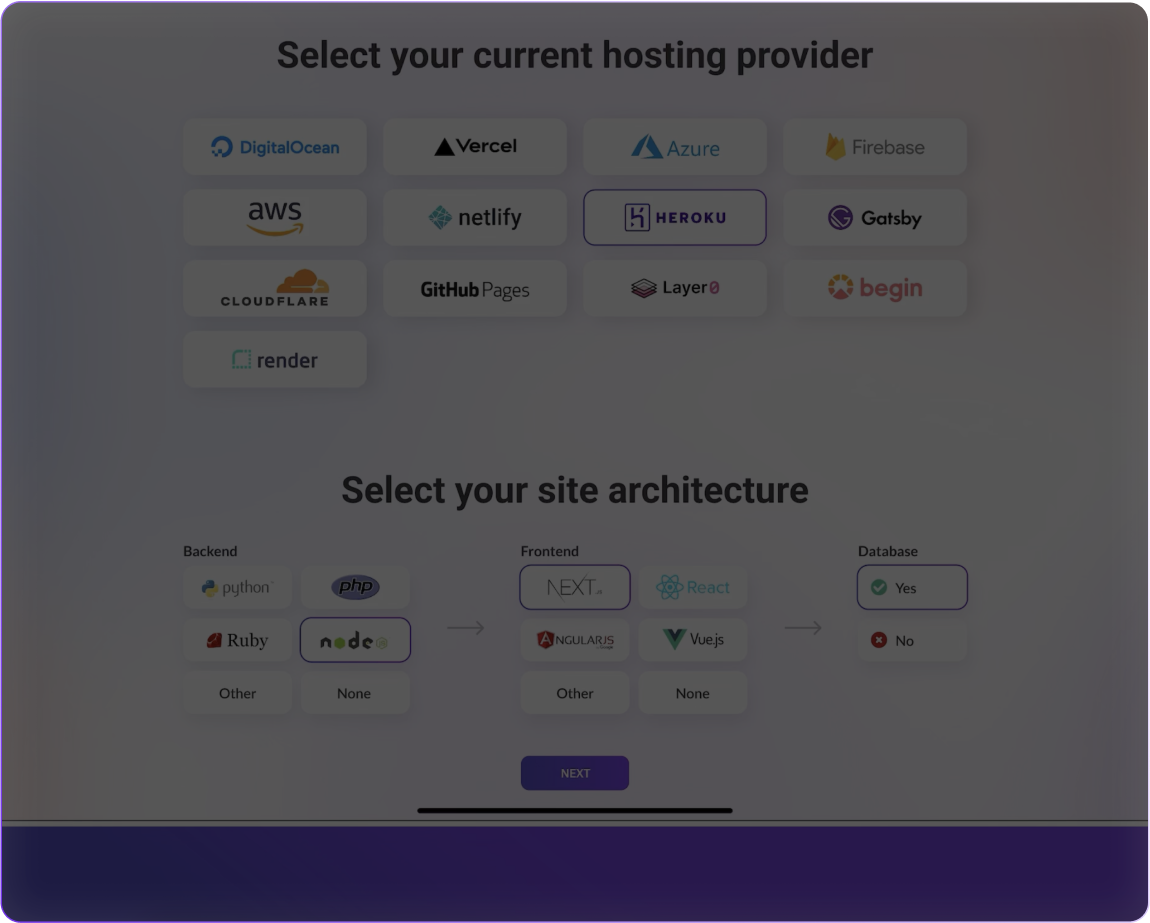 Select your current hosting provider
DigitalOcean
Vercel
Azure
Firebase
aws
netlify
HEROKU
Gatsby
CLOUDFLARE
GitHub Pages
Layer0
begin
render
Select your site architecture
Backend
Frontend
Database
python
php
NEXT
React
Yes
Ruby
node
NGULARJS
Vue.js
No
Other
None
Other
None
NEXT